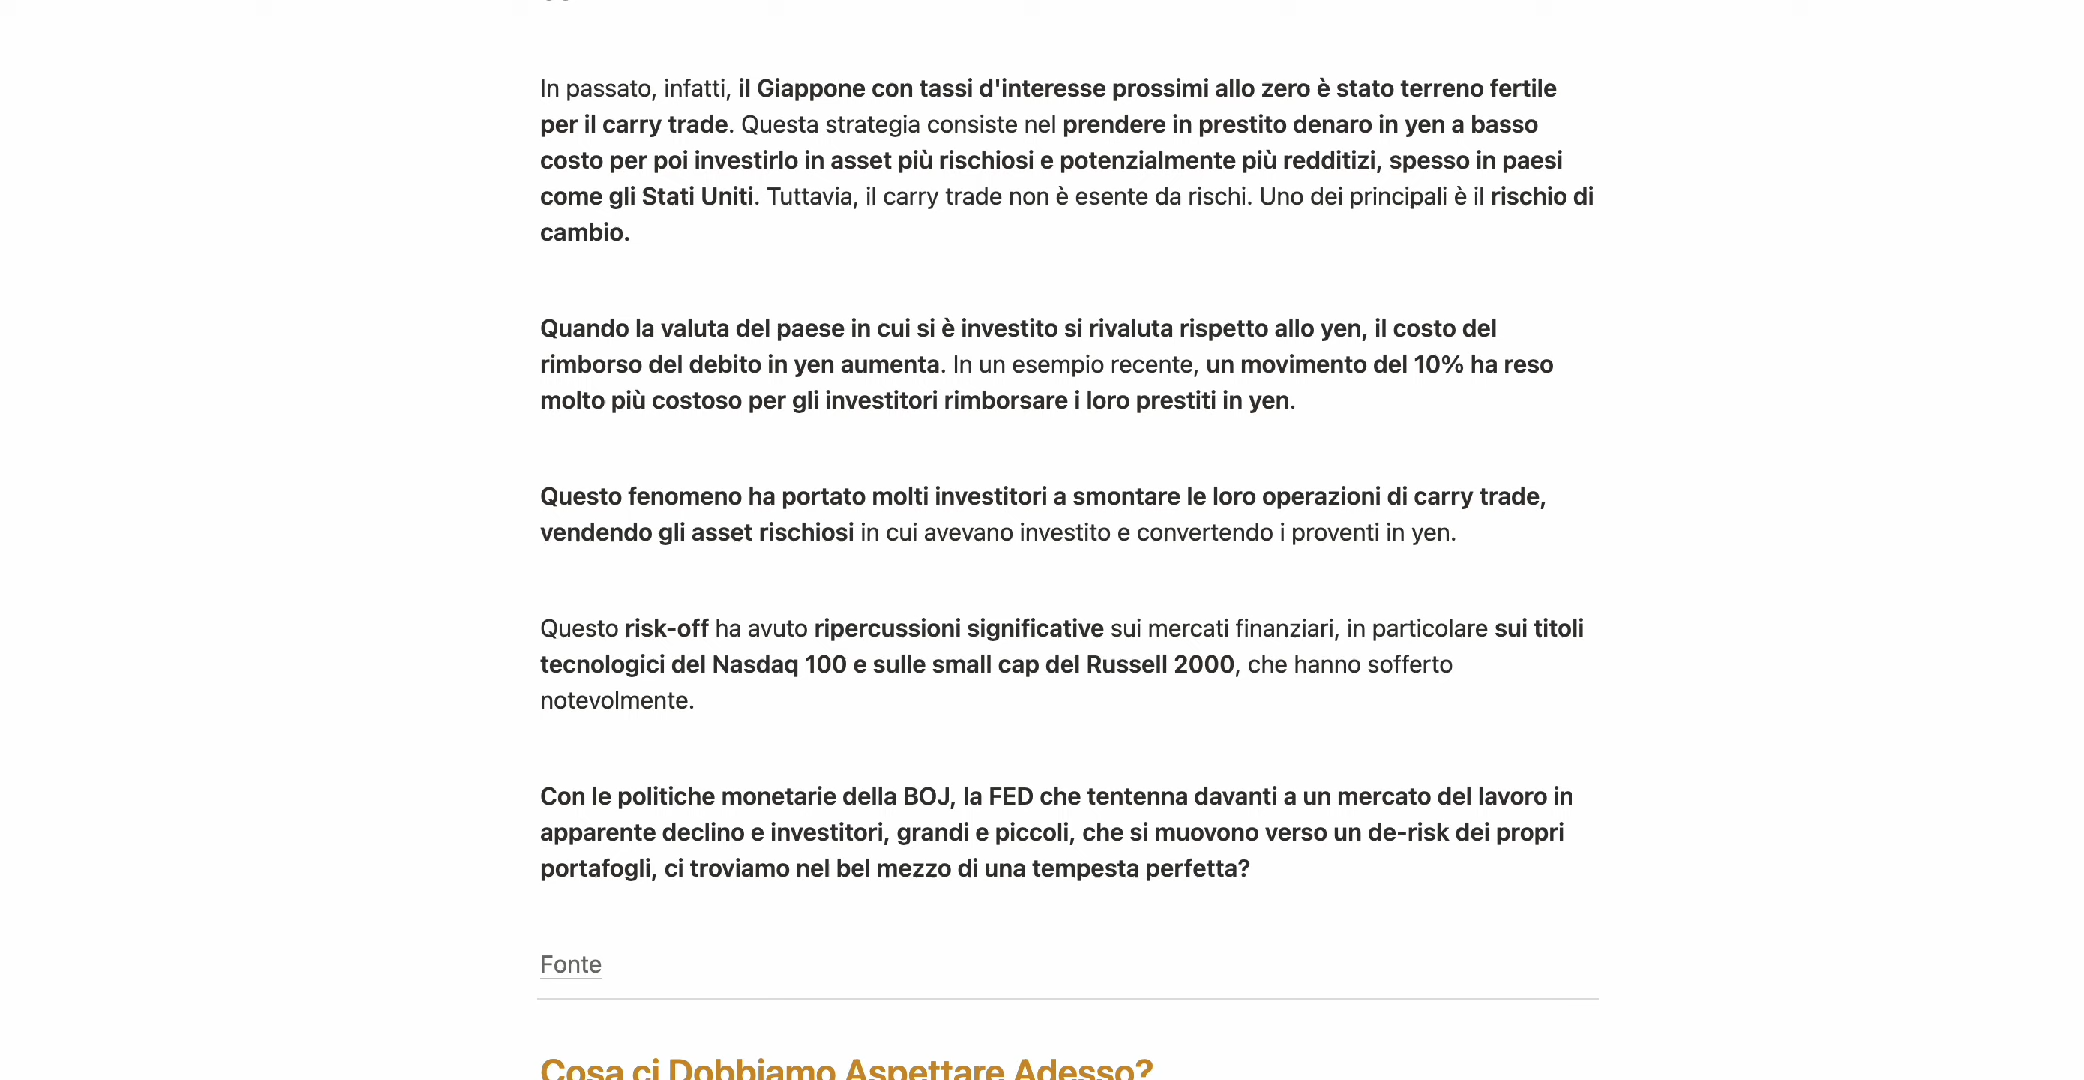 In passato, infatti, il Giappone con tassi d'interesse prossimi allo zero è stato terreno fertile
per il carry trade. Questa strategia consiste nel prendere in prestito denaro in yen a basso
costo per poi investirlo in asset più rischiosi e potenzialmente più redditizi, spesso in paesi
come gli Stati Uniti. Tuttavia, il carry trade non è esente da rischi. Uno dei principali è il rischio di
cambio.
Quando la valuta del paese in cui si è investito si rivaluta rispetto allo yen, il costo del
rimborso del debito in yen aumenta. In un esempio recente, un movimento del 10% ha reso
molto più costoso per gli investitori rimborsare i loro prestiti in yen.
Questo fenomeno ha portato molti investitori a smontare le loro operazioni di carry trade,
vendendo gli asset rischiosi in cui avevano investito e convertendo i proventi in yen.
Questo risk-off ha avuto ripercussioni significative sui mercati finanziari, in particolare sui titoli
tecnologici del Nasdaq 100 e sulle small cap del Russell 2000, che hanno sofferto
notevolmente.
Con le politiche monetarie della BOJ, la FED che tentenna davanti a un mercato del lavoro in
apparente declino e investitori, grandi e piccoli, che si muovono verso un de-risk dei propri
portafogli, ci troviamo nel bel mezzo di una tempesta perfetta?
Fonte
Cosa ci Dobbiamo Aspettare Adesso?